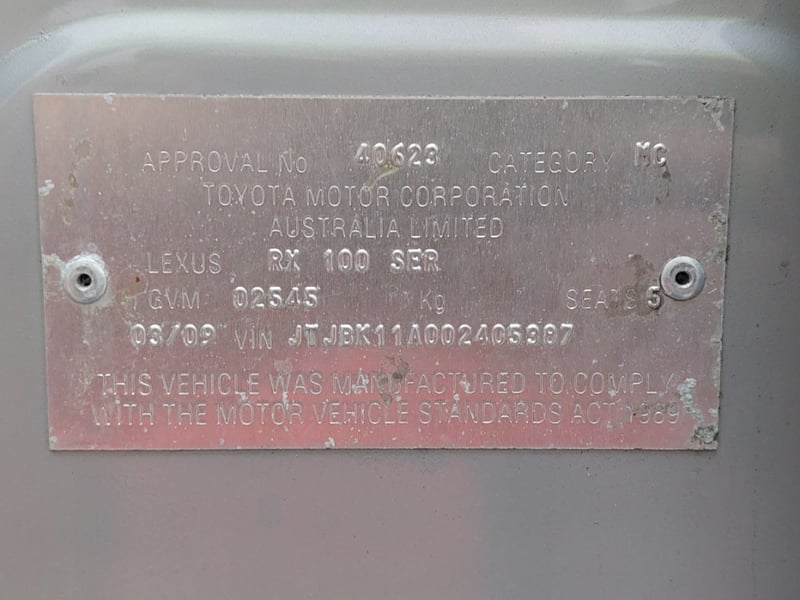 APPROVAL No 40623 CATEGORY MC
TOYOTA MOTOR CORPORATION
AUSTRALIA LIMITED
LEXUS RX 100 SER
GVM 02545 Kg SEATS 5
03/09 VIN JTJBK11A002405387
THIS VEHICLE WAS MANUFACTURED TO COMPLY
WITH THE MOTOR VEHICLE STANDARDS ACT 1989